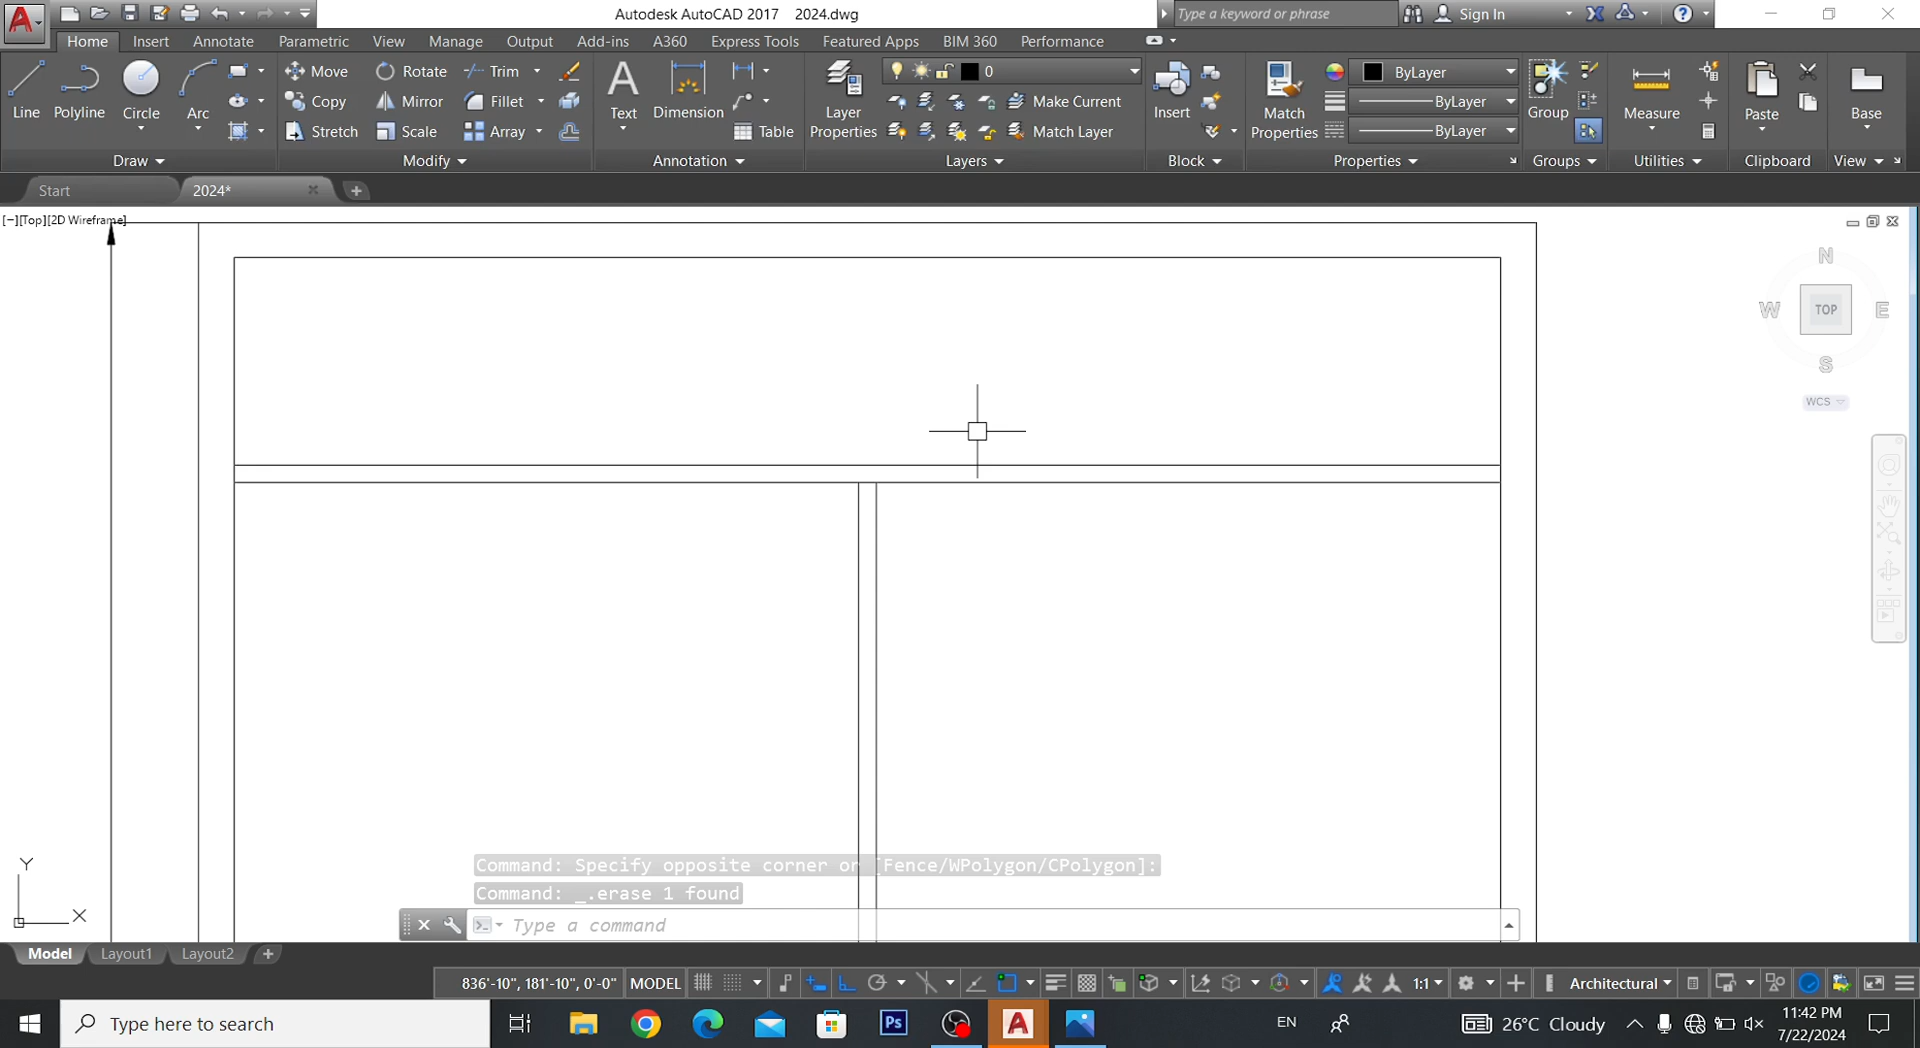 Autodesk AutoCAD 2017 2024.dwg
Type a keyword or phrase
Sign In
Home Insert Annotate Parametric View Manage Output Add-ins A360 Express Tools Featured Apps BIM 360 Performance
Line Polyline Circle Arc
Move Rotate Trim
Copy Mirror Fillet
Stretch Scale Array
Text Dimension Table
Layer Properties
0
Make Current
Match Layer
Insert
Match Properties
ByLayer
ByLayer
ByLayer
Group
Measure
Paste
Base
Draw Modify Annotation Layers Block Properties Groups Utilities Clipboard View
Start 2024*
[−][Top][2D Wireframe]
N
W TOP E
S
WCS
Y
X
Command: Specify opposite corner or [Fence/WPolygon/CPolygon]:
Command: _.erase 1 found
Type a command
Model Layout1 Layout2
836'-10", 181'-10", 0'-0" MODEL 1:1 Architectural
Type here to search
Ps
A
EN
26°C Cloudy
11:42 PM
7/22/2024